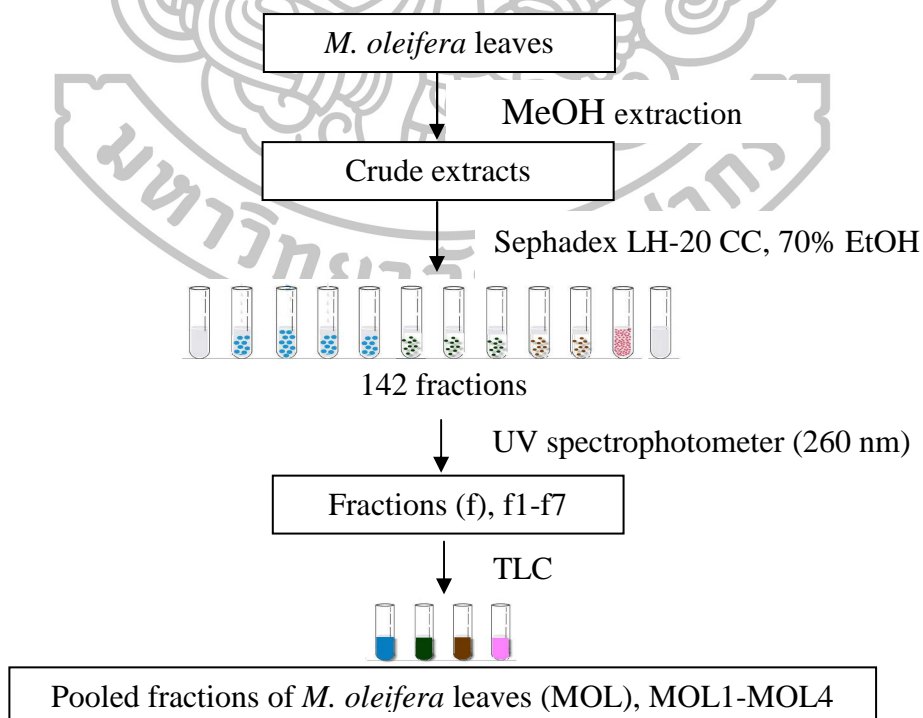 M. oleifera leaves
MeOH extraction
Crude extracts
Sephadex LH-20 CC, 70% EtOH
142 fractions
UV spectrophotometer (260 nm)
Fractions (f), f1-f7
TLC
Pooled fractions of M. oleifera leaves (MOL), MOL1-MOL4